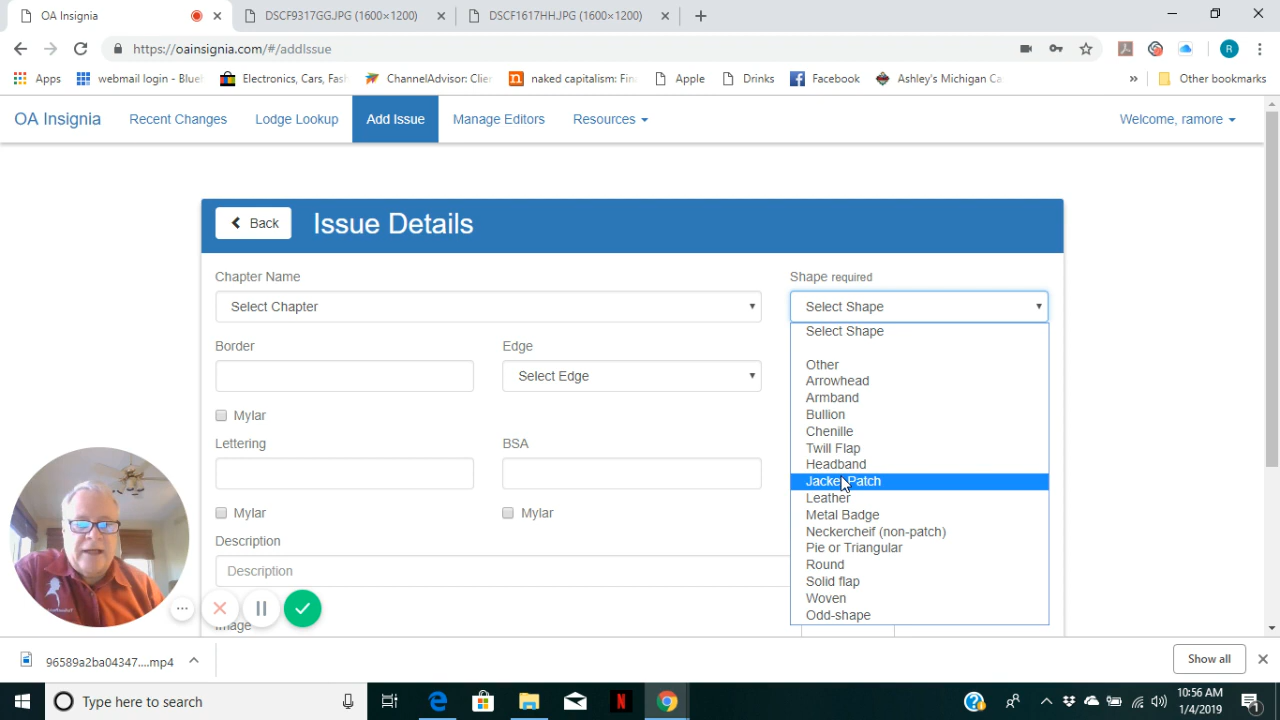 OA Insignia
DSCF9317GG.JPG (1600×1200)
DSCF1617HH.JPG (1600×1200)
https://oainsignia.com/#/addIssue
R
Apps
webmail login - Blueh
Electronics, Cars, Fash
ChannelAdvisor: Clien
naked capitalism: Fin
Apple
Drinks
Facebook
Ashley's Michigan Ca
»
Other bookmarks
OA Insignia
Recent Changes
Lodge Lookup
Add Issue
Manage Editors
Resources
Welcome, ramore
Back
Issue Details
Chapter Name
Shape required
Select Chapter
Select Shape
Select Shape
Border
Edge
Other
Select Edge
Arrowhead
Armband
Mylar
Bullion
Chenille
Lettering
BSA
Twill Flap
Headband
Jacket Patch
Leather
Mylar
Mylar
Metal Badge
Neckercheif (non-patch)
Description
Pie or Triangular
Round
Description
Solid flap
Woven
Odd-shape
Image
96589a2ba04347....mp4
Show all
Type here to search
10:56 AM
1/4/2019
1